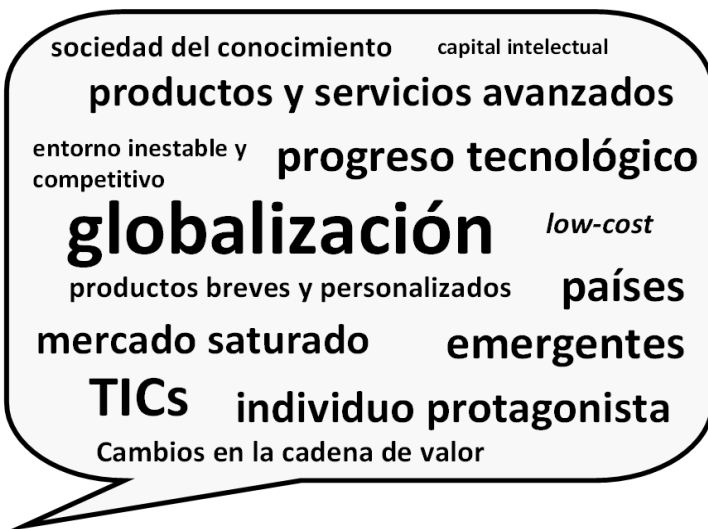 sociedad del conocimiento
capital intelectual
productos y servicios avanzados
entorno inestable y
competitivo
progreso tecnológico
globalización
low-cost
productos breves y personalizados
países
emergentes
mercado saturado
TICs
individuo protagonista
Cambios en la cadena de valor